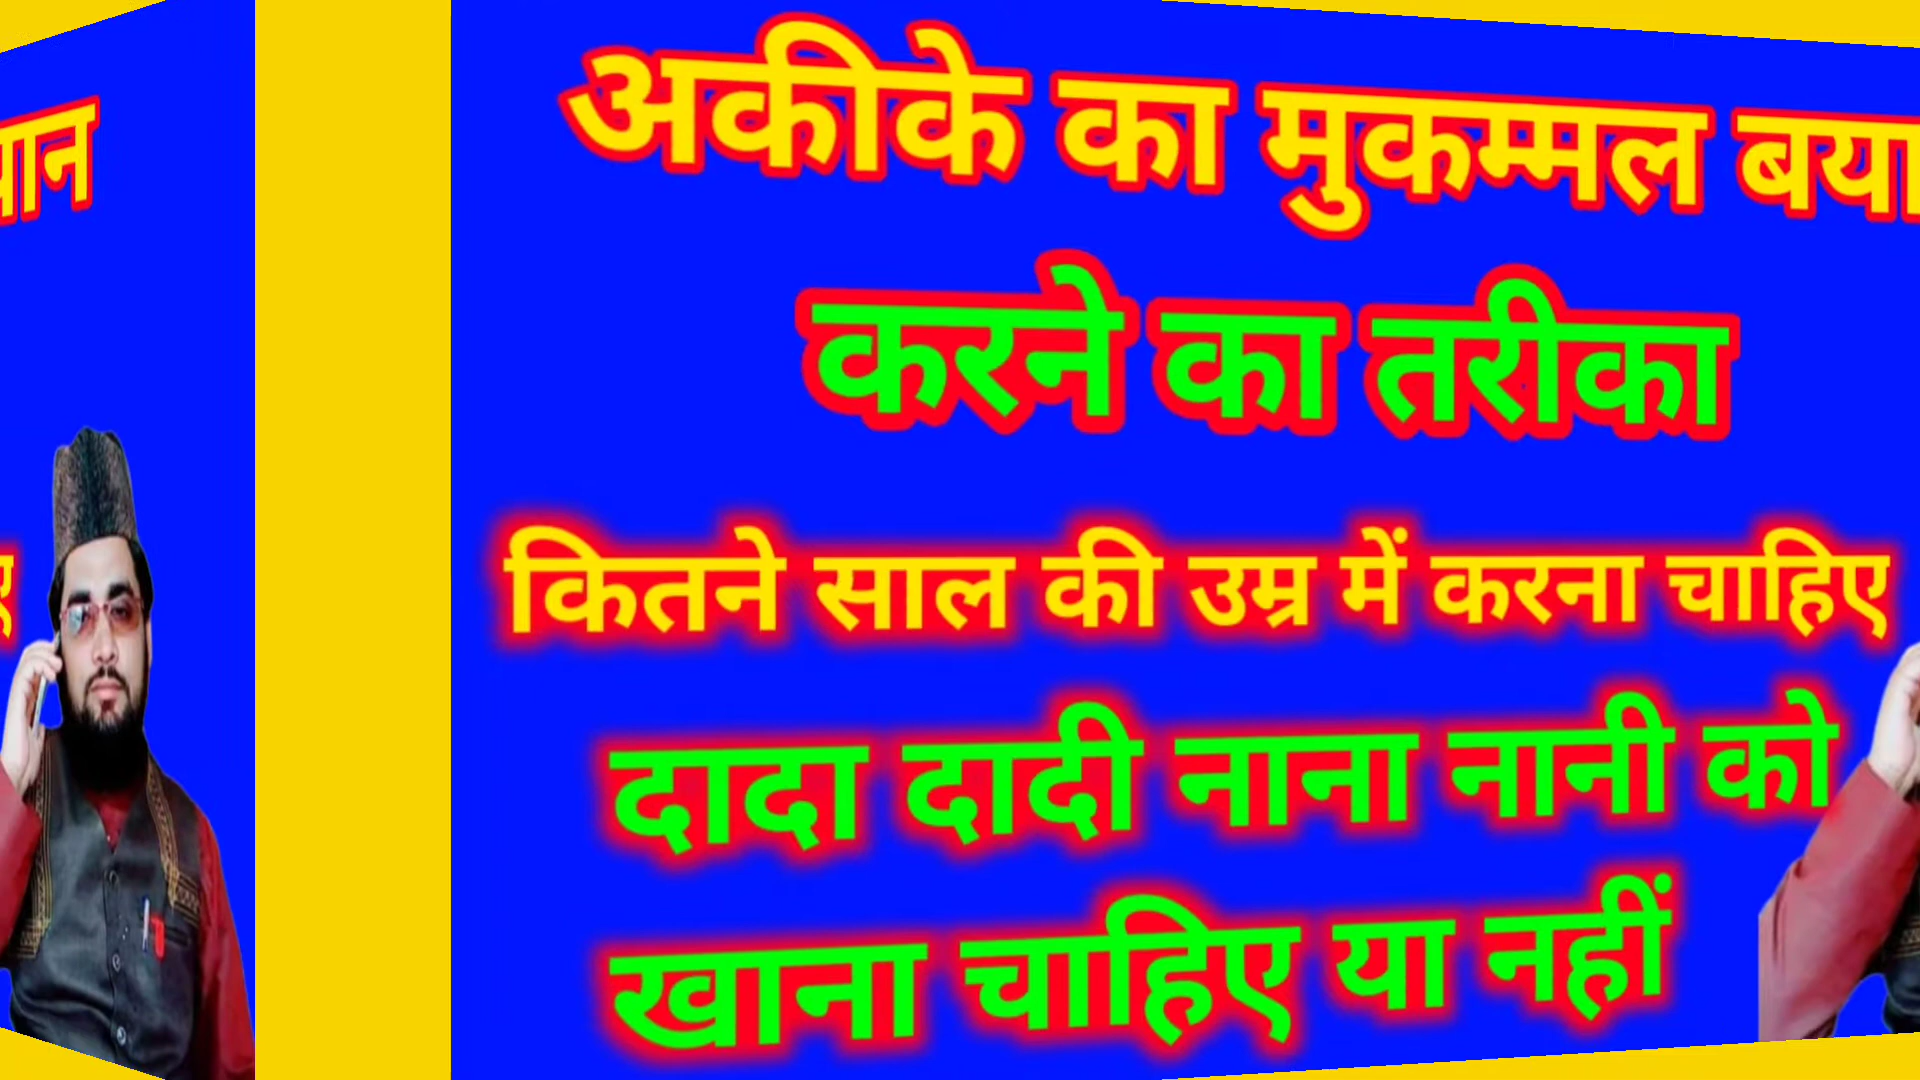 अकीके का मुकम्मल बया
करने का तरीका
कितने साल की उम्र में करना चाहिए
दादा दादी नाना नानी को
खाना चाहिए या नहीं
यान
ए